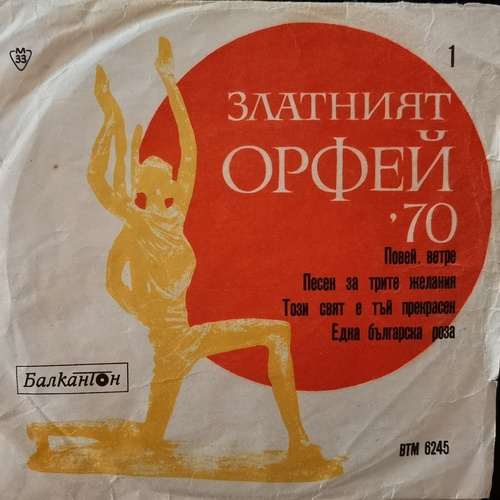 М
33
1
ЗЛАТНИЯТ
ОРФЕЙ
'70
Повей, ветре
Песен за трите желания
Този свят е тъй прекрасен
Една българска роза
Балкантон
ВТМ 6245